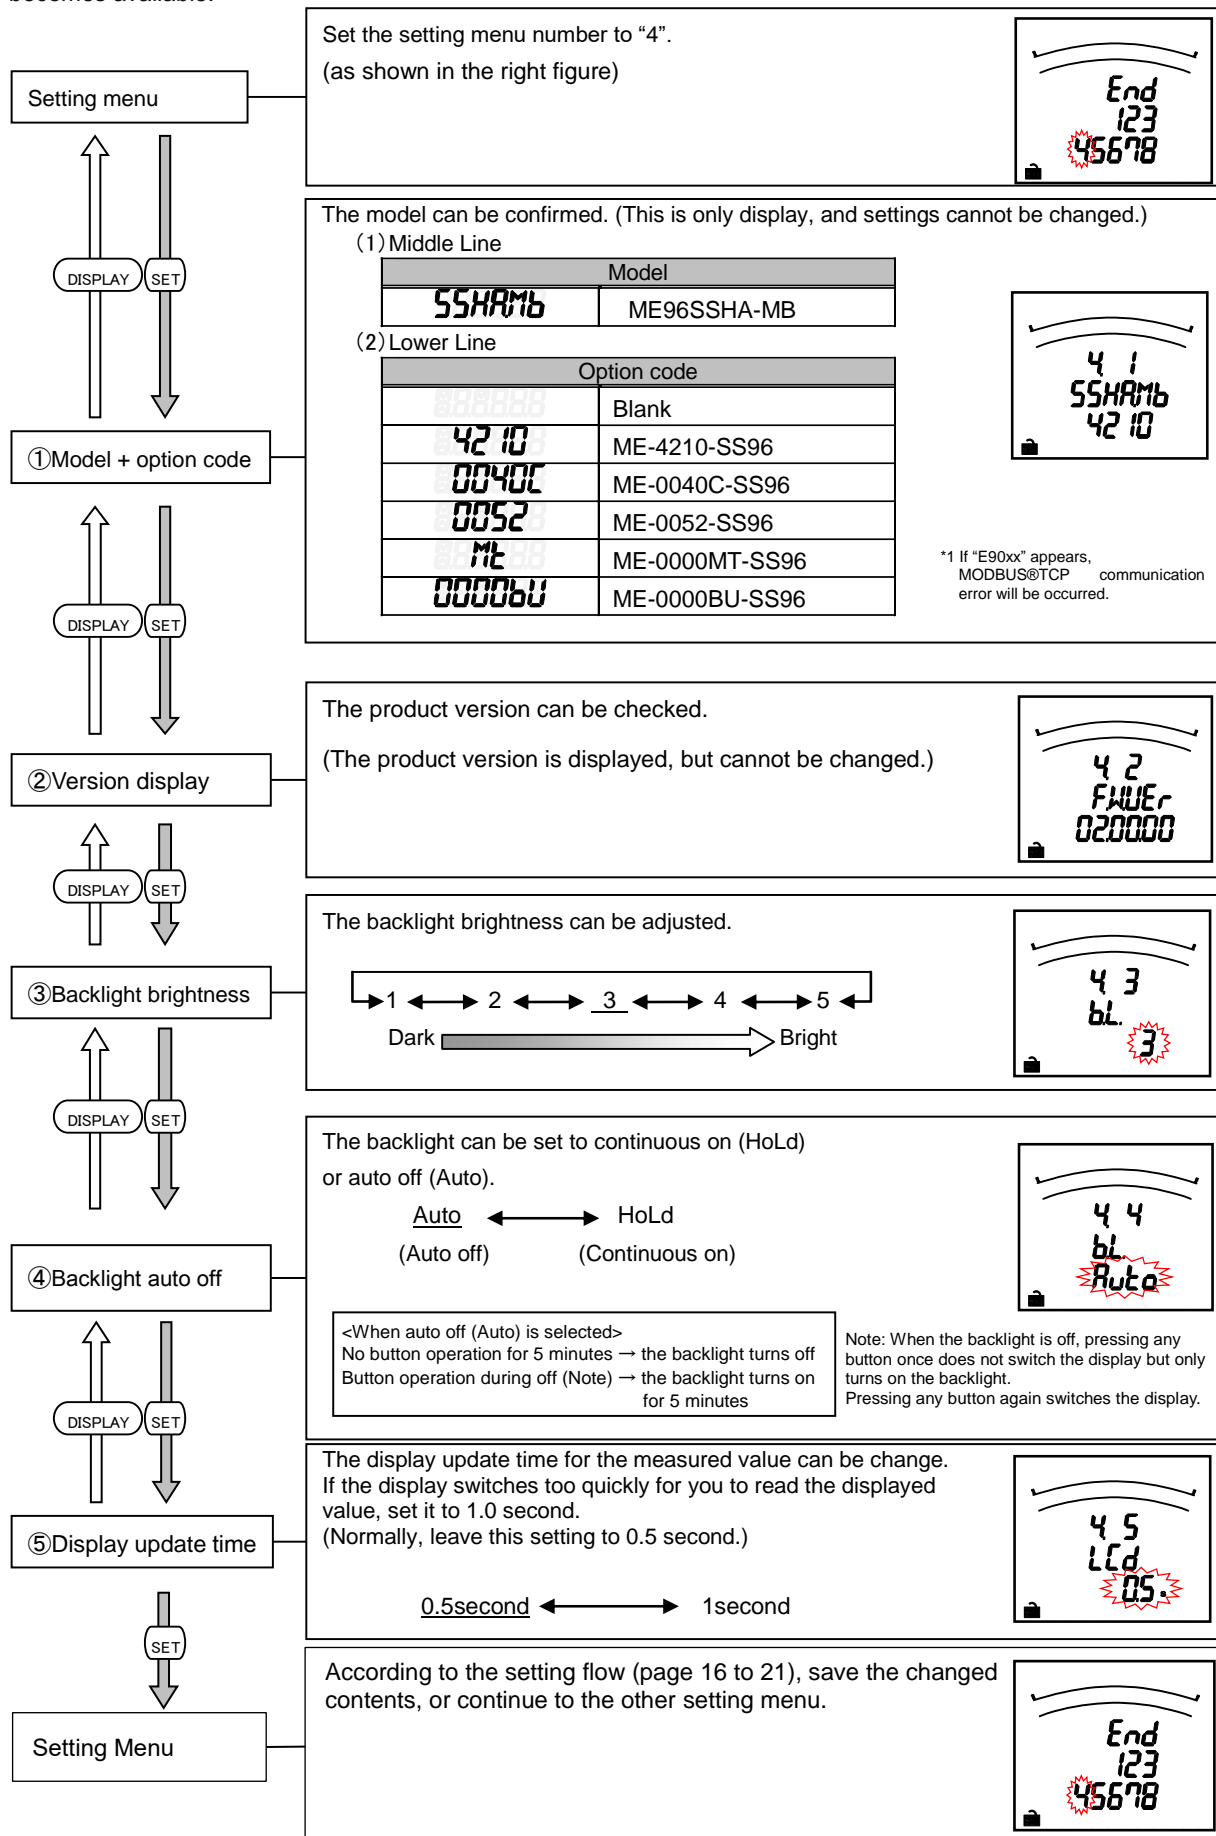 becomes available.
Set the setting menu number to “4”.
(as shown in the right figure)
Setting menu
End
123
45678
DISPLAY
SET
The model can be confirmed. (This is only display, and settings cannot be changed.)
(1)Middle Line
Model
SSHA.Mb ME96SSHA-MB
(2)Lower Line
Option code
Blank
4210 ME-4210-SS96
0040C ME-0040C-SS96
0052 ME-0052-SS96
Mt ME-0000MT-SS96
0000bU ME-0000BU-SS96
4. 1
SSHA.Mb
4210
①Model + option code
*1 If “E90xx” appears,
MODBUS®TCP communication
error will be occurred.
DISPLAY
SET
The product version can be checked.
(The product version is displayed, but cannot be changed.)
4. 2
F.W.VEr
02.00.00
②Version display
DISPLAY
SET
The backlight brightness can be adjusted.
③Backlight brightness
1 2 3 4 5
Dark Bright
4. 3
b.L.
3
DISPLAY
SET
The backlight can be set to continuous on (HoLd)
or auto off (Auto).
Auto HoLd
(Auto off) (Continuous on)
4. 4
b.L.
Auto
④Backlight auto off
<When auto off (Auto) is selected>
No button operation for 5 minutes → the backlight turns off
Button operation during off (Note) → the backlight turns on
for 5 minutes
Note: When the backlight is off, pressing any
button once does not switch the display but only
turns on the backlight.
Pressing any button again switches the display.
DISPLAY
SET
The display update time for the measured value can be change.
If the display switches too quickly for you to read the displayed
value, set it to 1.0 second.
(Normally, leave this setting to 0.5 second.)
⑤Display update time
0.5second 1second
4. 5
LCd
0.5
SET
According to the setting flow (page 16 to 21), save the changed
contents, or continue to the other setting menu.
Setting Menu
End
123
45678